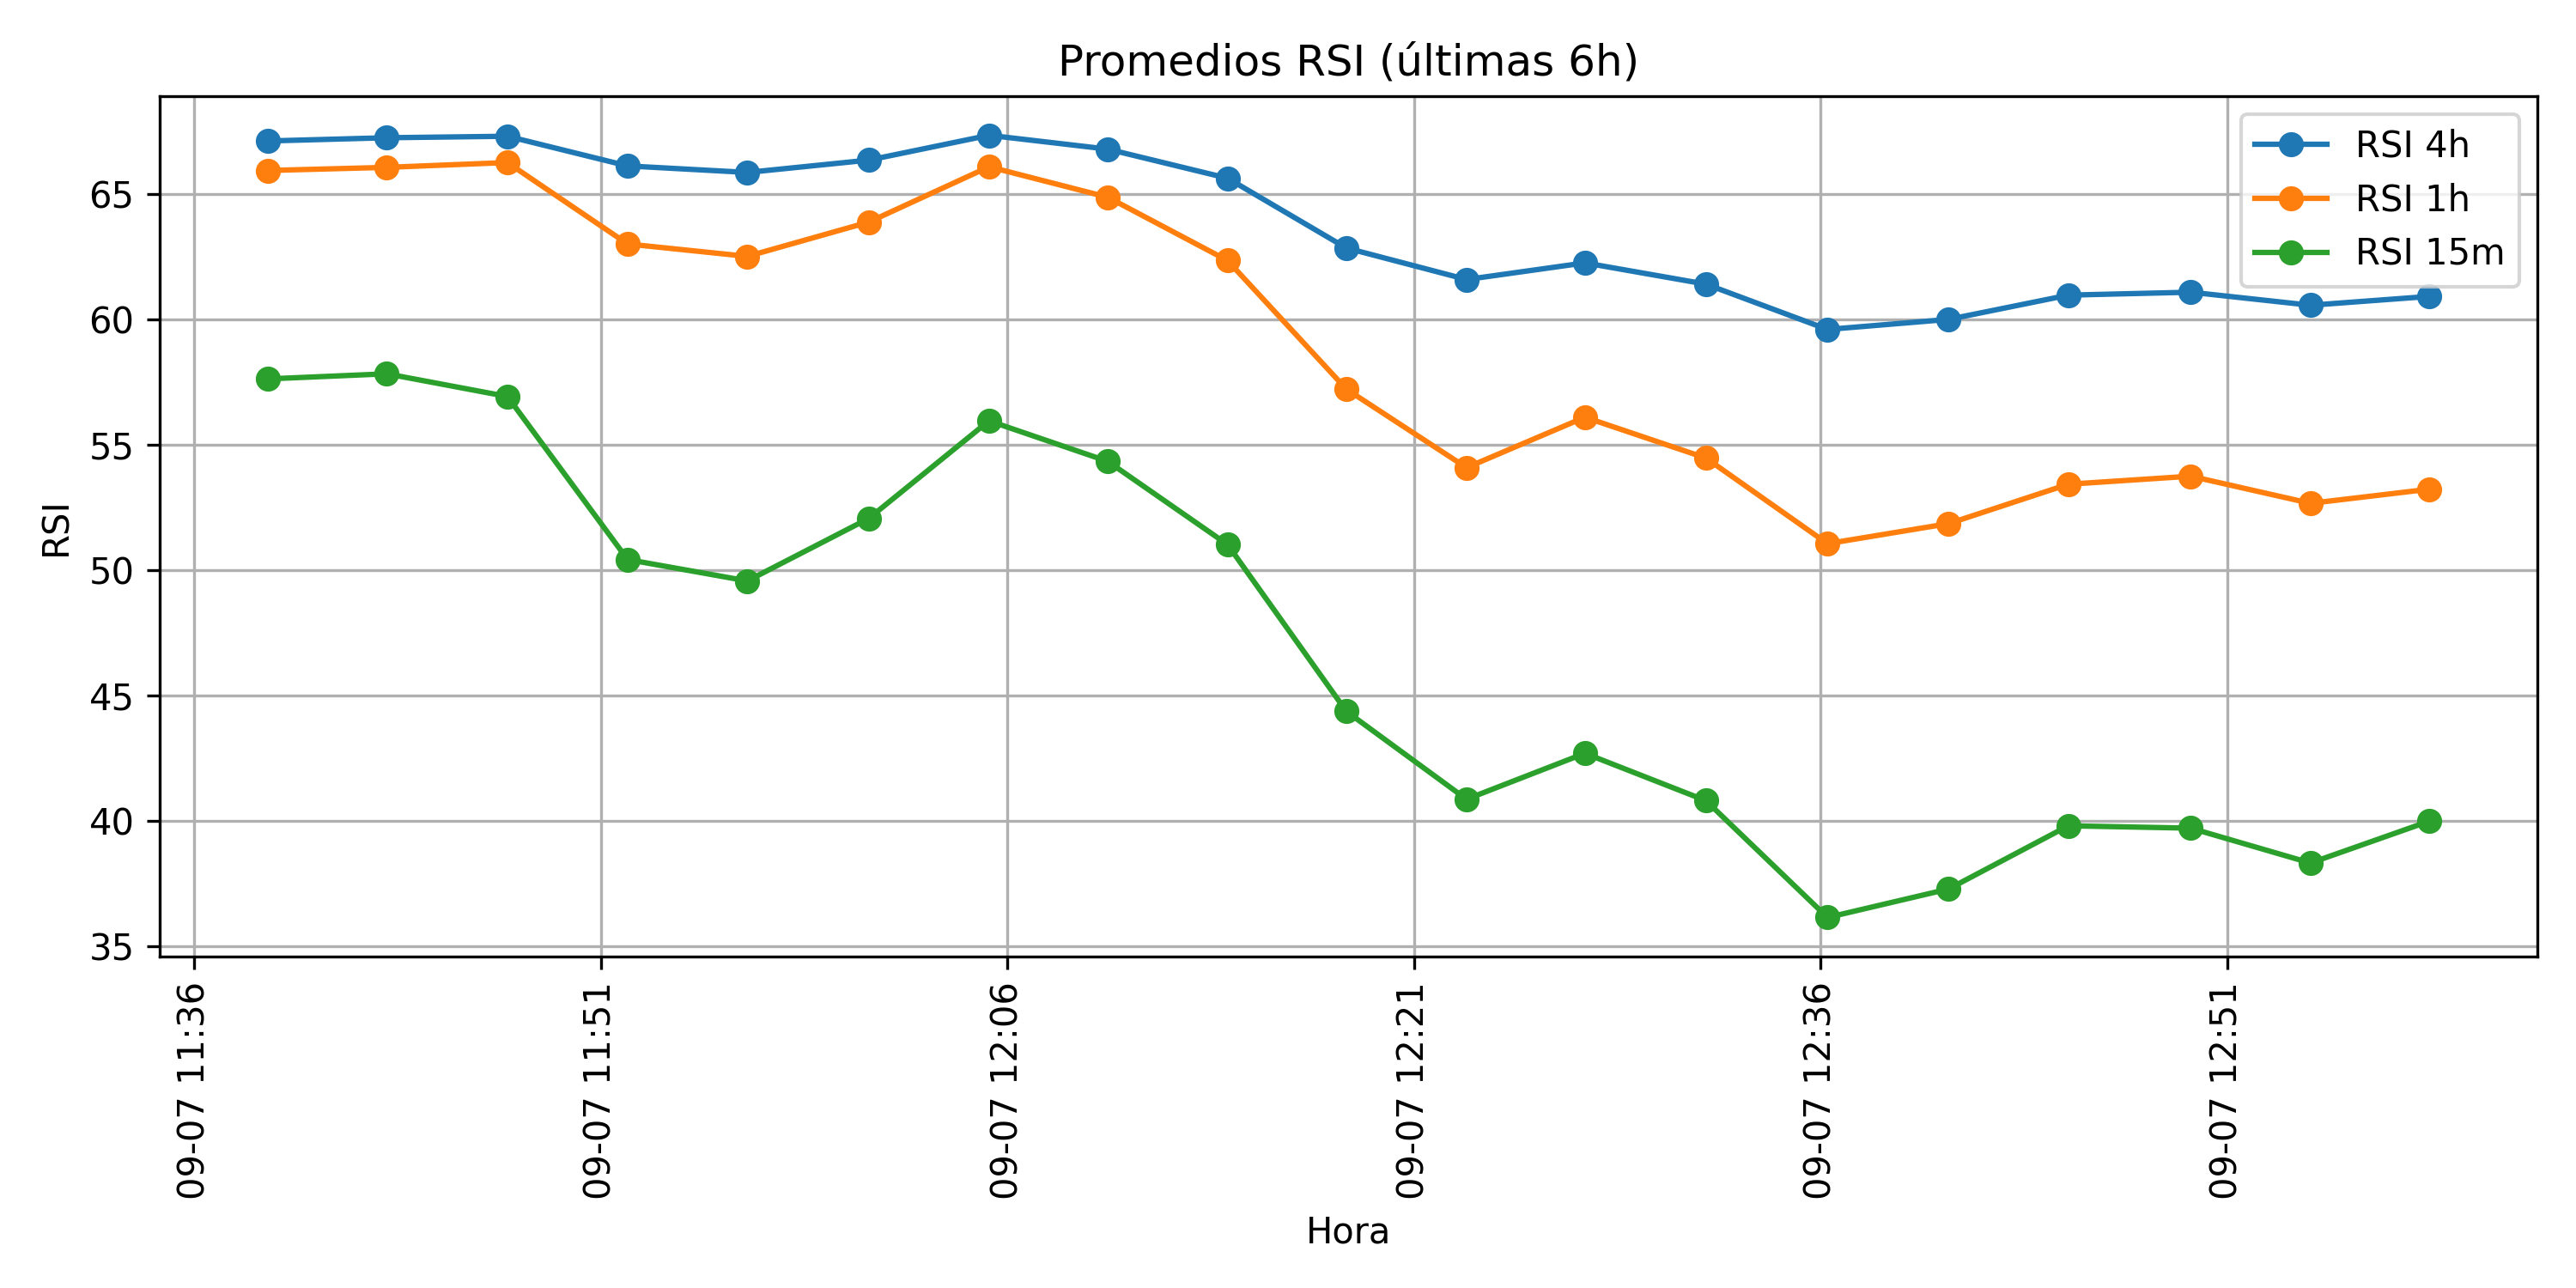 Promedios RSI (últimas 6h)
RSI 4h
RSI 1h
RSI 15m
RSI
65
60
55
50
45
40
35
09-07 11:36
09-07 11:51
09-07 12:06
09-07 12:21
09-07 12:36
09-07 12:51
Hora